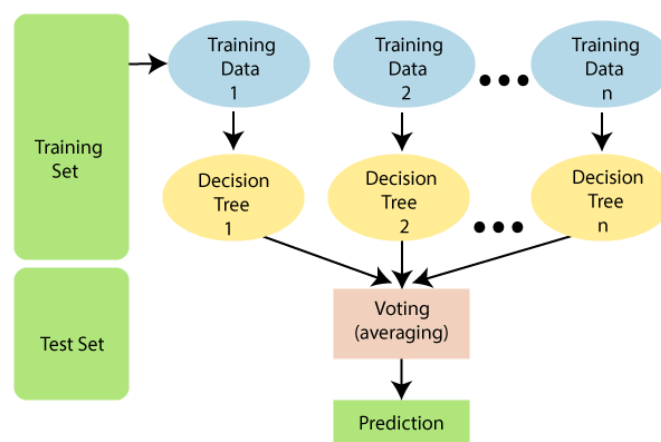 Training
Set
Test Set
Training
Data
1
Training
Data
2
Training
Data
n
Decision
Tree
1
Decision
Tree
2
Decision
Tree
n
Voting
(averaging)
Prediction